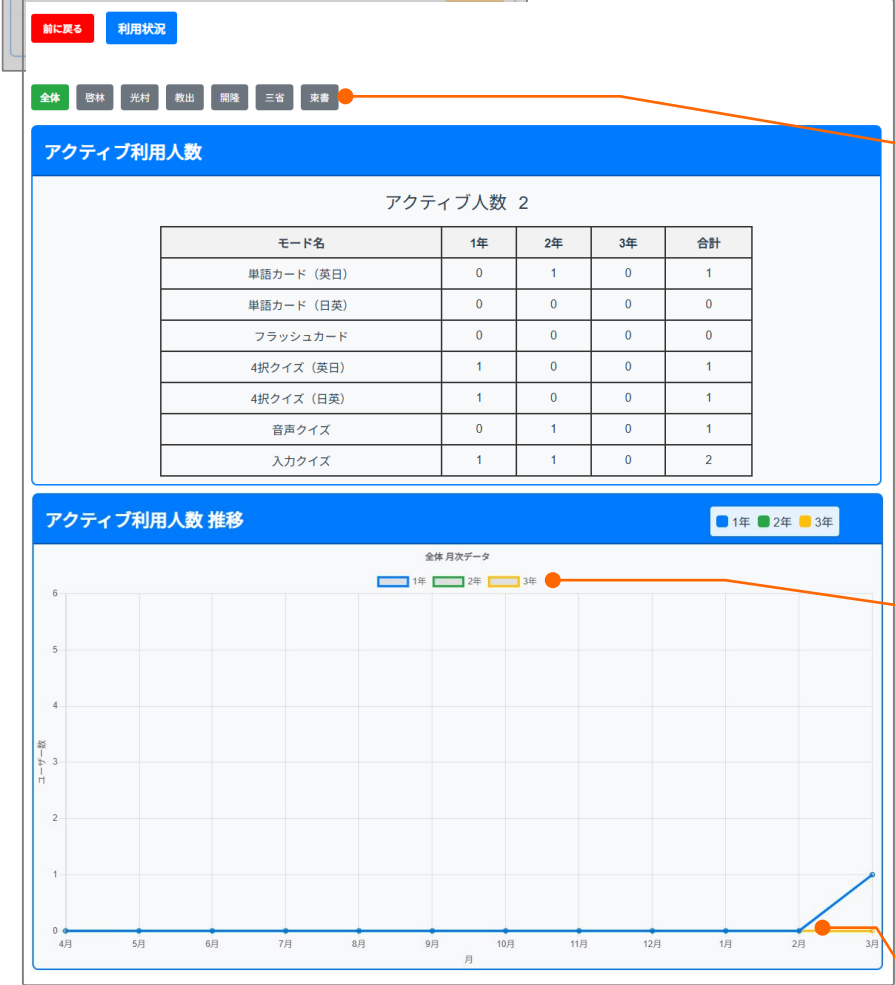 前に戻る 利用状況
全体 啓林 光村 教出 開隆 三省 東書
アクティブ利用人数
アクティブ人数 2
モード名 1年 2年 3年 合計
単語カード（英日） 0 1 0 1
単語カード（日英） 0 0 0 0
フラッシュカード 0 0 0 0
4択クイズ（英日） 1 0 0 1
4択クイズ（日英） 1 0 0 1
音声クイズ 0 1 0 1
入力クイズ 1 1 0 2
アクティブ利用人数 推移 1年 2年 3年
全体 月次データ
1年 2年 3年
6
5
4
ユーザー数
3
2
1
0
4月 5月 6月 7月 8月 9月 10月 11月 12月 1月 2月 3月
月